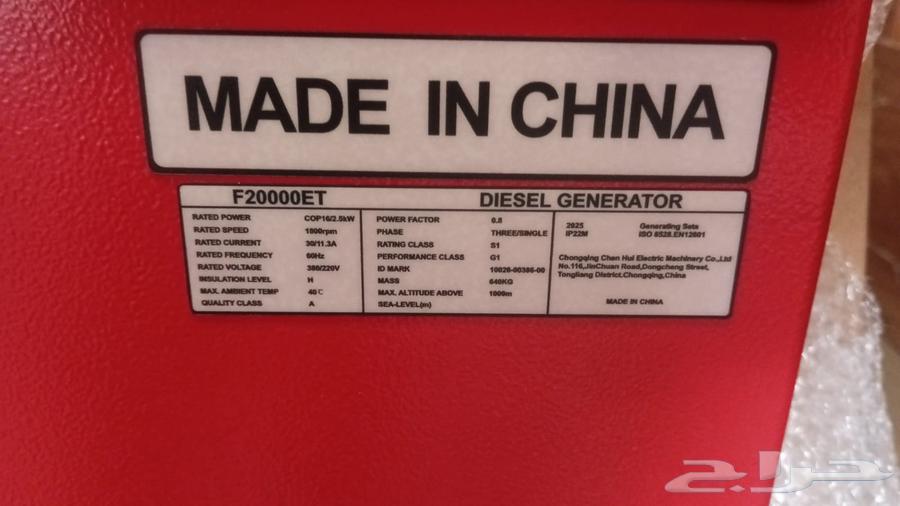 MADE IN CHINA
F20000ET DIESEL GENERATOR
RATED POWER COP16/2.5kW
RATED SPEED 1800rpm
RATED CURRENT 30/11.3A
RATED FREQUENCY 60Hz
RATED VOLTAGE 380/220V
INSULATION LEVEL H
MAX. AMBIENT TEMP 40℃
QUALITY CLASS A
POWER FACTOR 0.8
PHASE THREE/SINGLE
RATING CLASS S1
PERFORMANCE CLASS G1
ID MARK 10026-00386-00
MASS 640KG
MAX. ALTITUDE ABOVE 1000m
SEA-LEVEL(m)
2025 Generating Sets
IP22M ISO 8528.EN12601
Chongqing Chen Hui Electric Machinery Co.,Ltd
No.116,JinChuan Road,Dongcheng Street,
Tongliang District.Chongqing,China
MADE IN CHINA
حراج